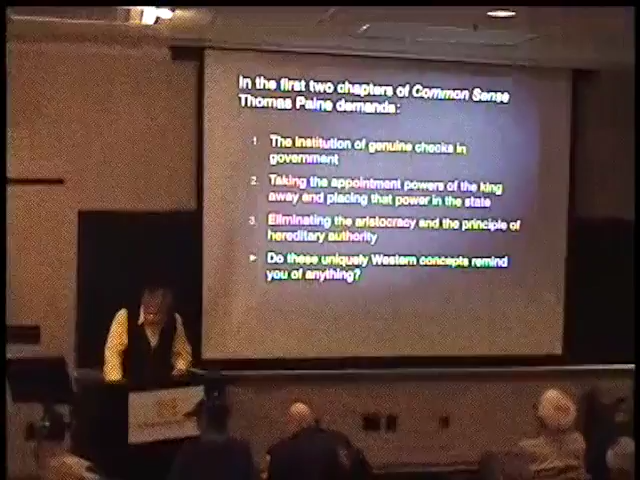 In the first two chapters of Common Sense
Thomas Paine demands:
1. The institution of genuine checks in
government
2. Taking the appointment powers of the king
away and placing that power in the state
3. Eliminating the aristocracy and the principle of
hereditary authority
► Do these uniquely Western concepts remind
you of anything?